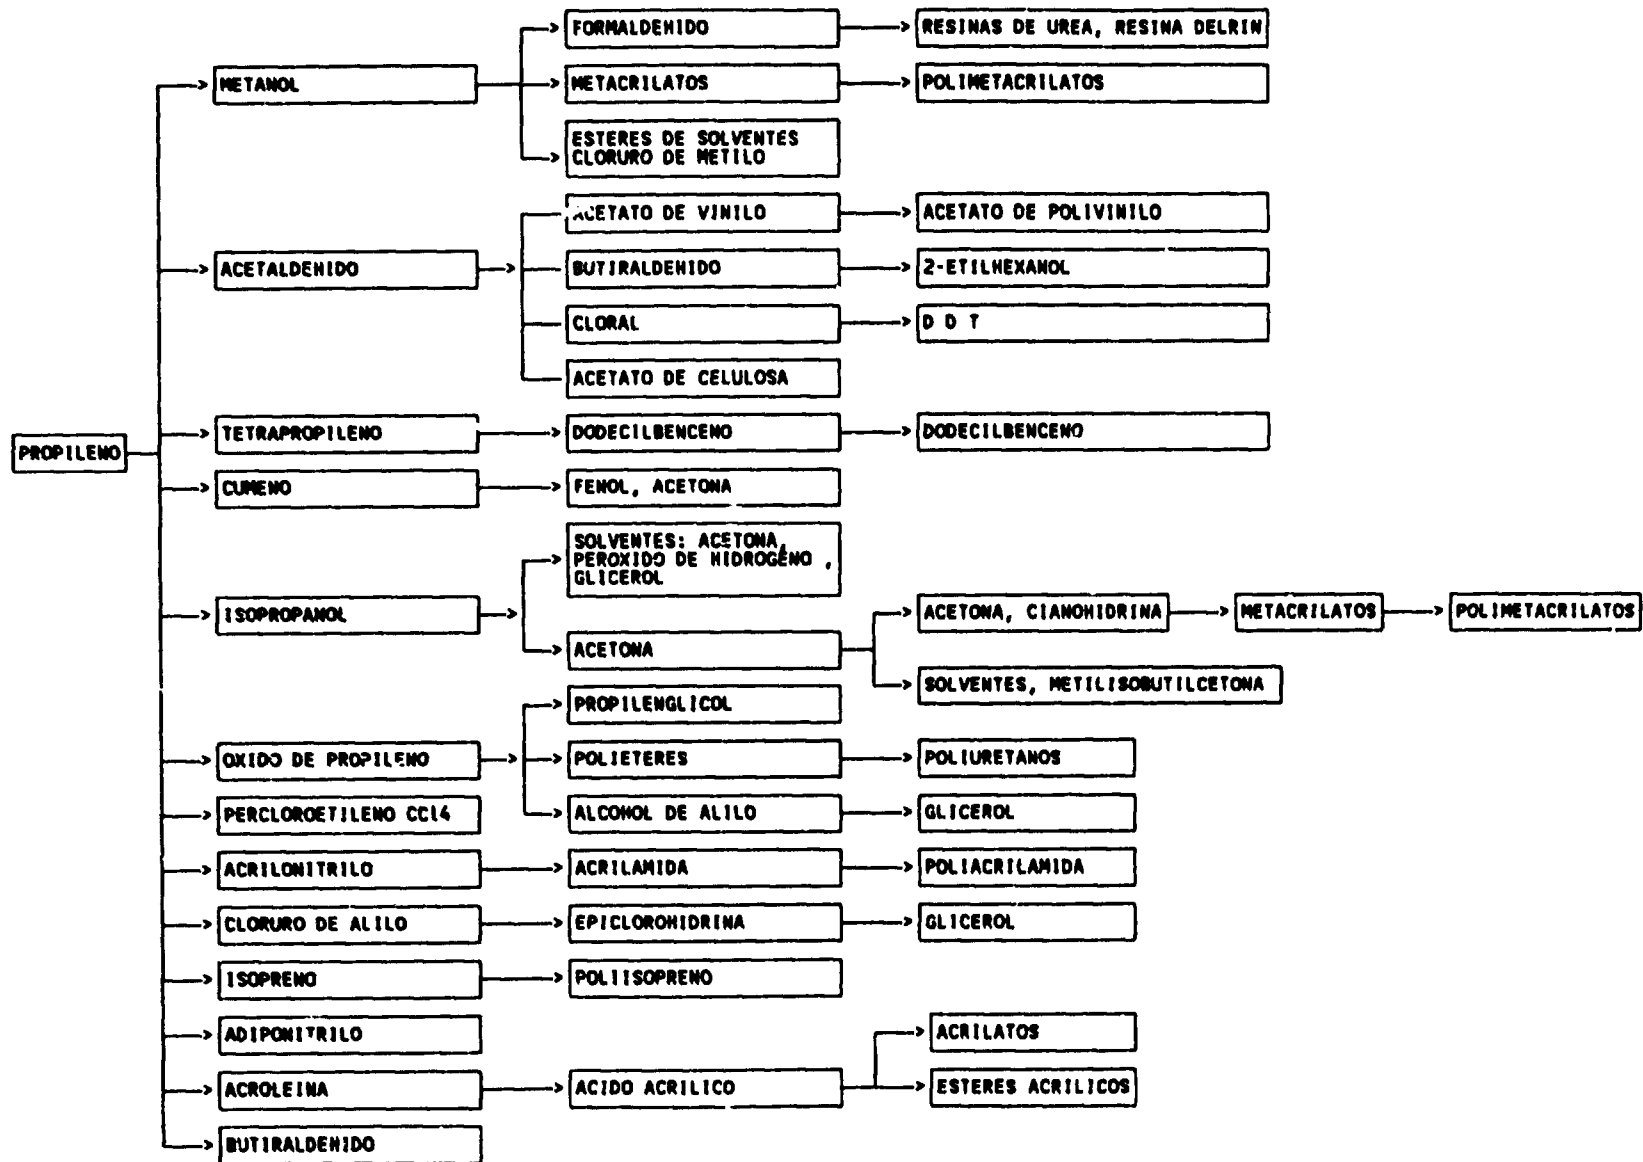 FORMALDEHIDO
RESINAS DE UREA, RESINA DELRIN
METANOL
METACRILATOS
POLIMETACRILATOS
ESTERES DE SOLVENTES
CLORURO DE METILO
ACETATO DE VINILO
ACETATO DE POLIVINILO
ACETALDEHIDO
BUTIRALDEHIDO
2-ETILHEXANOL
CLORAL
D D T
ACETATO DE CELULOSA
TETRAPROPILENO
DODECILBENCENO
DODECILBENCENO
PROPILENO
CUMENO
FENOL, ACETONA
SOLVENTES: ACETONA,
PEROXIDO DE HIDROGENO ,
GLICEROL
ISOPROPANOL
ACETONA, CIANOHIDRINA
METACRILATOS
POLIMETACRILATOS
ACETONA
SOLVENTES, METILISOBUTILCETONA
PROPILENGLICOL
OXIDO DE PROPILENO
POLIETERES
POLIURETANOS
PERCLOROETILENO CCl4
ALCOHOL DE ALILO
GLICEROL
ACRILONITRILO
ACRILAMIDA
POLIACRILAMIDA
CLORURO DE ALILO
EPICLOROHIDRINA
GLICEROL
ISOPRENO
POLIISOPRENO
ADIPONITRILO
ACRILATOS
ACROLEINA
ACIDO ACRILICO
ESTERES ACRILICOS
BUTIRALDEHIDO